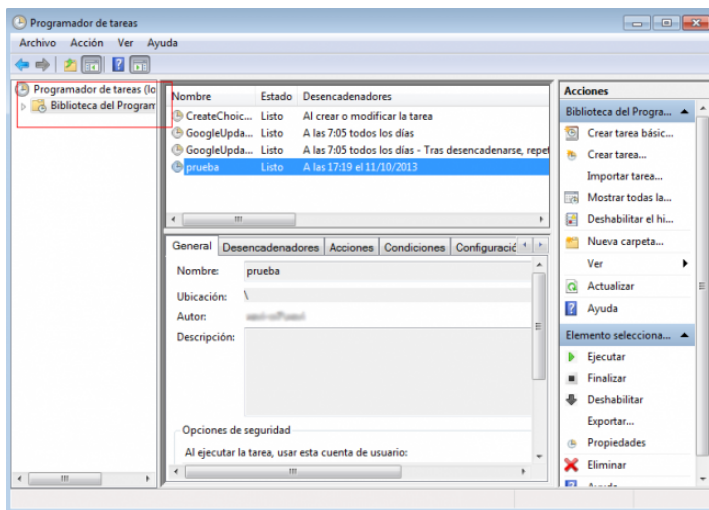 Programador de tareas
Archivo Acción Ver Ayuda
Programador de tareas (lo
Biblioteca del Program
Nombre Estado Desencadenadores
CreateChoic... Listo Al crear o modificar la tarea
GoogleUpda... Listo A las 7:05 todos los días
GoogleUpda... Listo A las 7:05 todos los días - Tras desencadenarse, repet
prueba Listo A las 17:19 el 11/10/2013
General Desencadenadores Acciones Condiciones Configuració
Nombre: prueba
Ubicación: \
Autor:
Descripción:
Opciones de seguridad
Al ejecutar la tarea, usar esta cuenta de usuario:
Acciones
Biblioteca del Progra...
Crear tarea básic...
Crear tarea...
Importar tarea...
Mostrar todas la...
Deshabilitar el hi...
Nueva carpeta...
Ver
Actualizar
Ayuda
Elemento selecciona...
Ejecutar
Finalizar
Deshabilitar
Exportar...
Propiedades
Eliminar